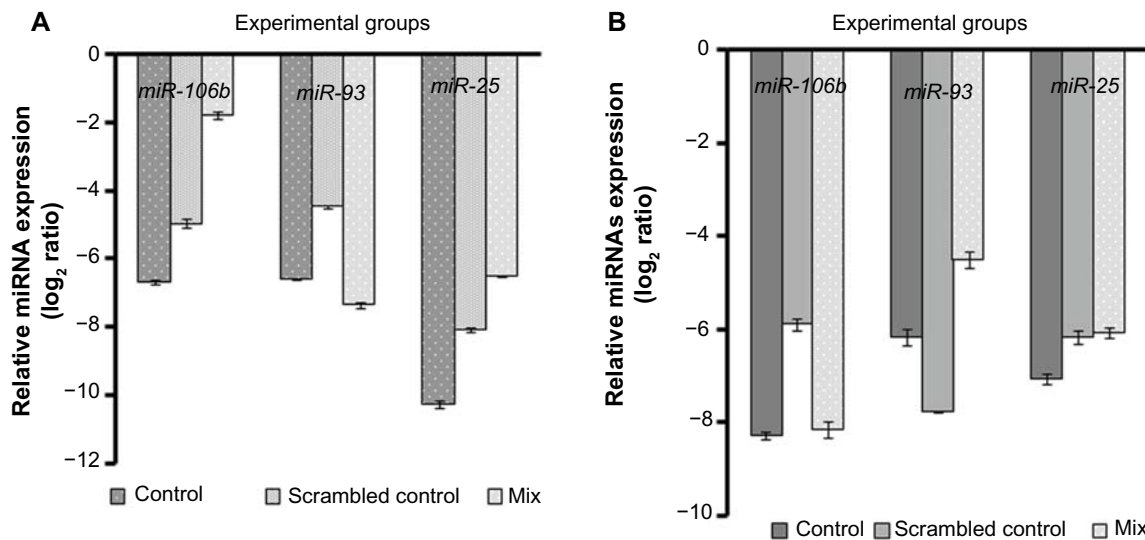 A
Experimental groups
0
−2
−4
−6
−8
−10
−12
Relative miRNA expression
(log2 ratio)
miR-106b
miR-93
miR-25
Control
Scrambled control
Mix
B
Experimental groups
0
−2
−4
−6
−8
−10
Relative miRNAs expression
(log2 ratio)
miR-106b
miR-93
miR-25
Control
Scrambled control
Mix